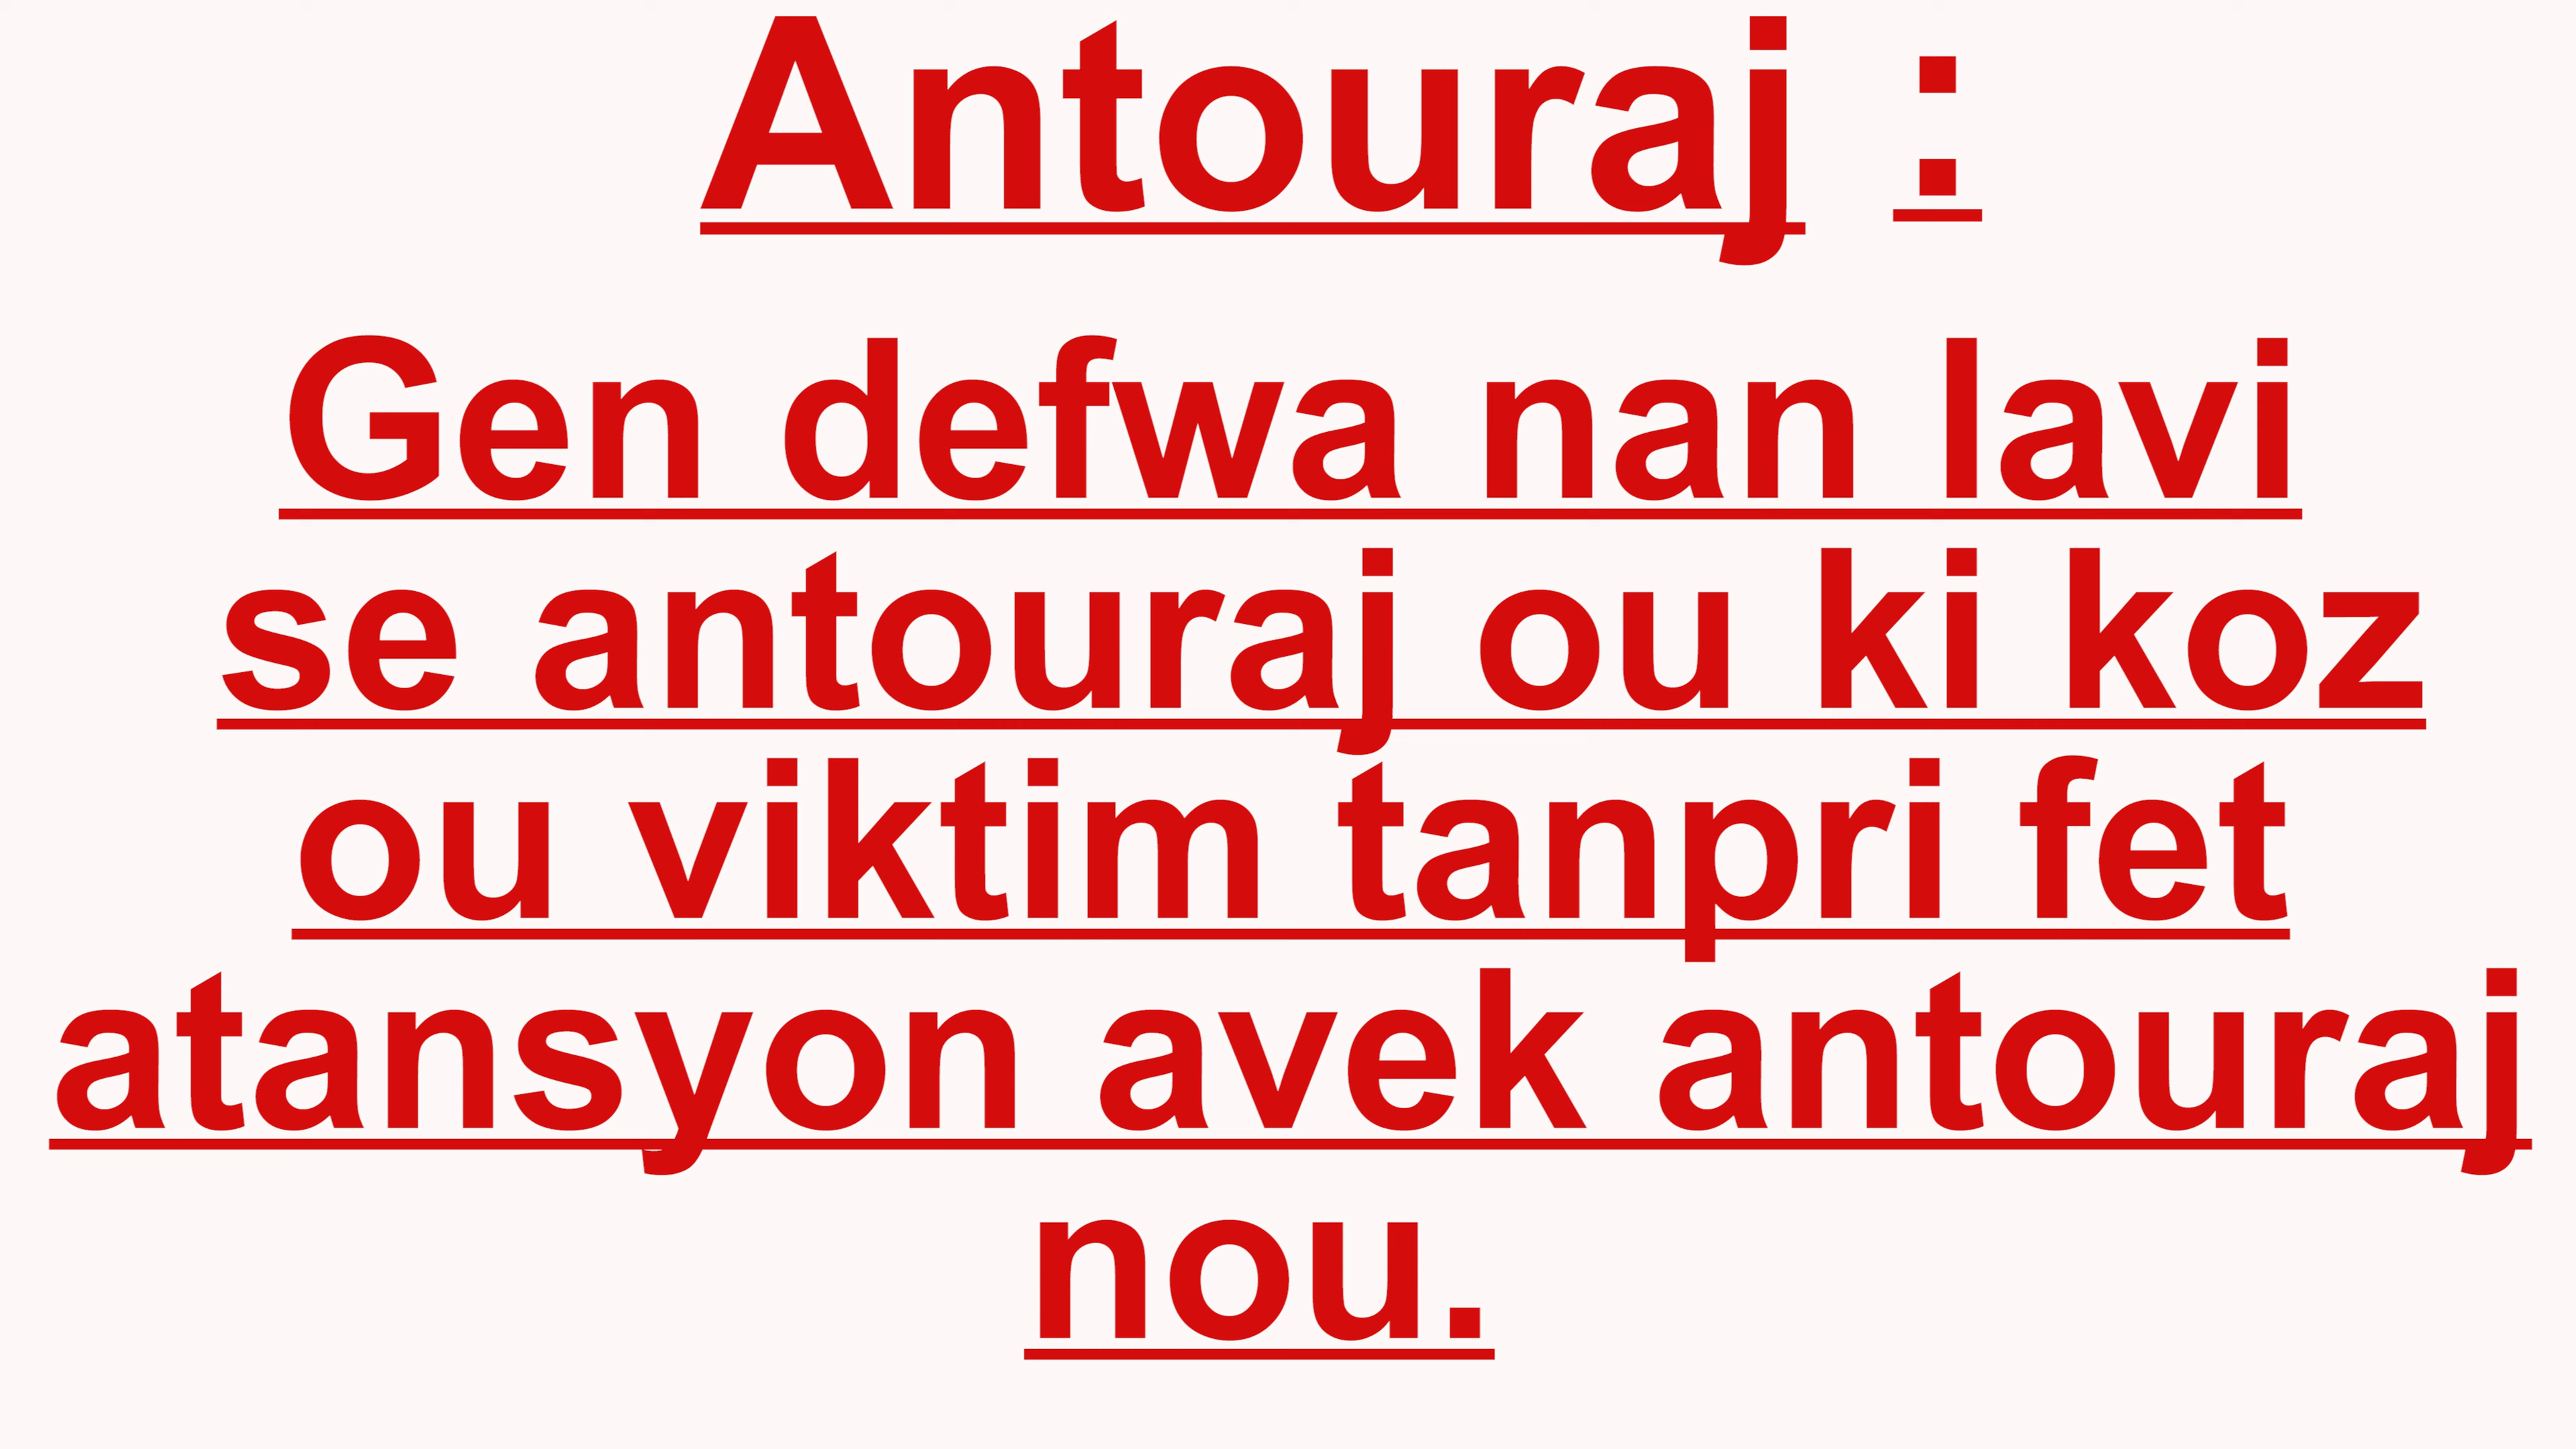 Antouraj :
Gen defwa nan lavi
se antouraj ou ki koz
ou viktim tanpri fet
atansyon avek antouraj
nou.